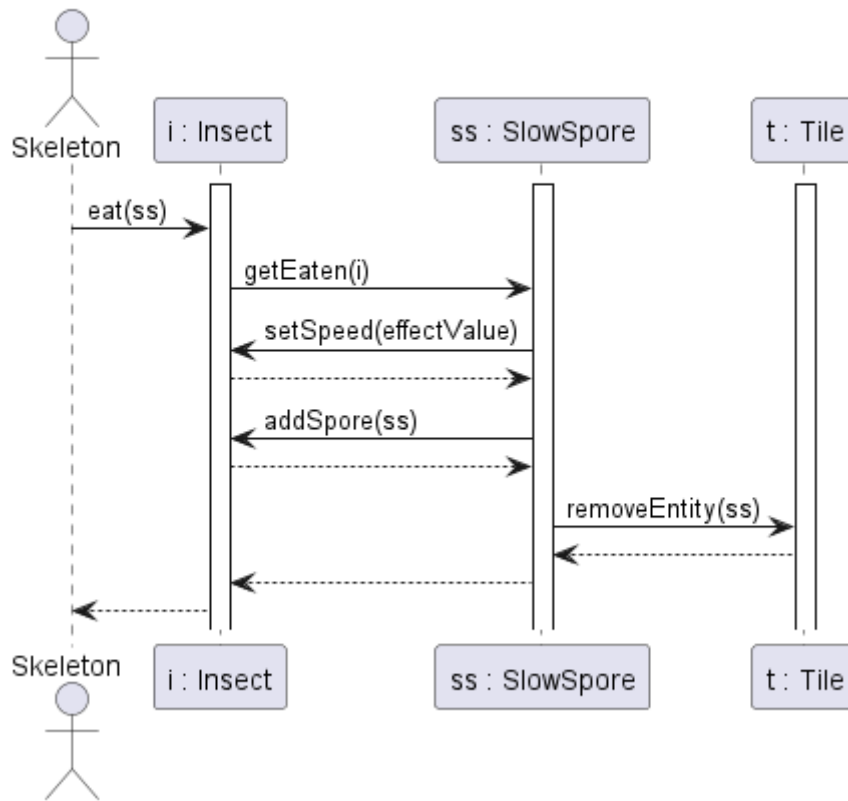 Skeleton
i : Insect
ss : SlowSpore
t : Tile
eat(ss)
getEaten(i)
setSpeed(effectValue)
addSpore(ss)
removeEntity(ss)
Skeleton
i : Insect
ss : SlowSpore
t : Tile